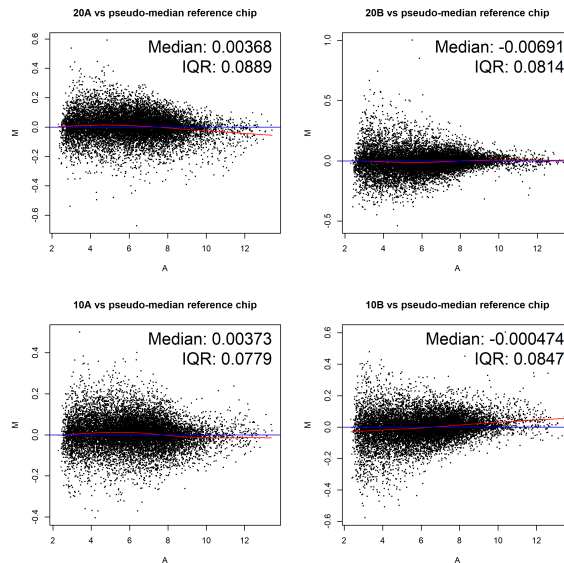 20A vs pseudo-median reference chip
Median: 0.00368
IQR: 0.0889
0.6
0.4
0.2
0.0
-0.2
-0.4
-0.6
M
2 4 6 8 10 12
A
20B vs pseudo-median reference chip
Median: -0.00691
IQR: 0.0814
1.0
0.5
0.0
-0.5
M
2 4 6 8 10 12
A
10A vs pseudo-median reference chip
Median: 0.00373
IQR: 0.0779
0.4
0.2
0.0
-0.2
-0.4
M
2 4 6 8 10 12
A
10B vs pseudo-median reference chip
Median: -0.000474
IQR: 0.0847
0.6
0.4
0.2
0.0
-0.2
-0.4
-0.6
M
2 4 6 8 10 12
A